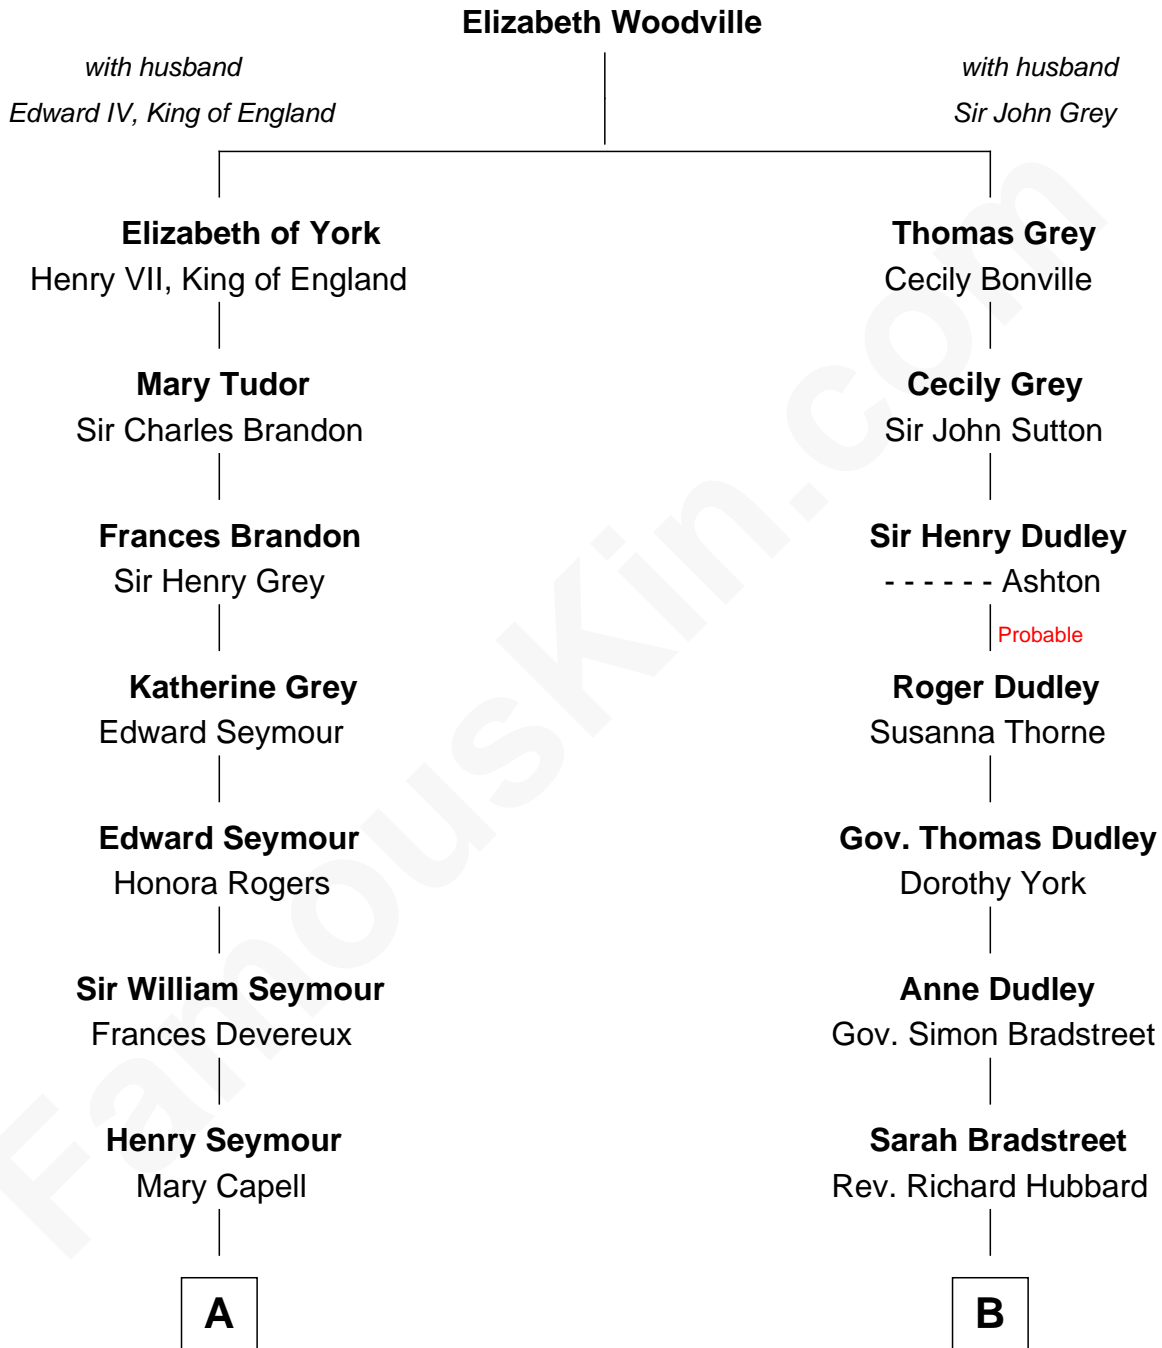 Elizabeth Woodville
with husband
Edward IV, King of England
with husband
Sir John Grey
Elizabeth of York
Henry VII, King of England
Thomas Grey
Cecily Bonville
Mary Tudor
Sir Charles Brandon
Cecily Grey
Sir John Sutton
Frances Brandon
Sir Henry Grey
Sir Henry Dudley
- - - - - - Ashton
Probable
Katherine Grey
Edward Seymour
Roger Dudley
Susanna Thorne
Edward Seymour
Honora Rogers
Gov. Thomas Dudley
Dorothy York
Sir William Seymour
Frances Devereux
Anne Dudley
Gov. Simon Bradstreet
Henry Seymour
Mary Capell
Sarah Bradstreet
Rev. Richard Hubbard
A
B
FamousKin.com